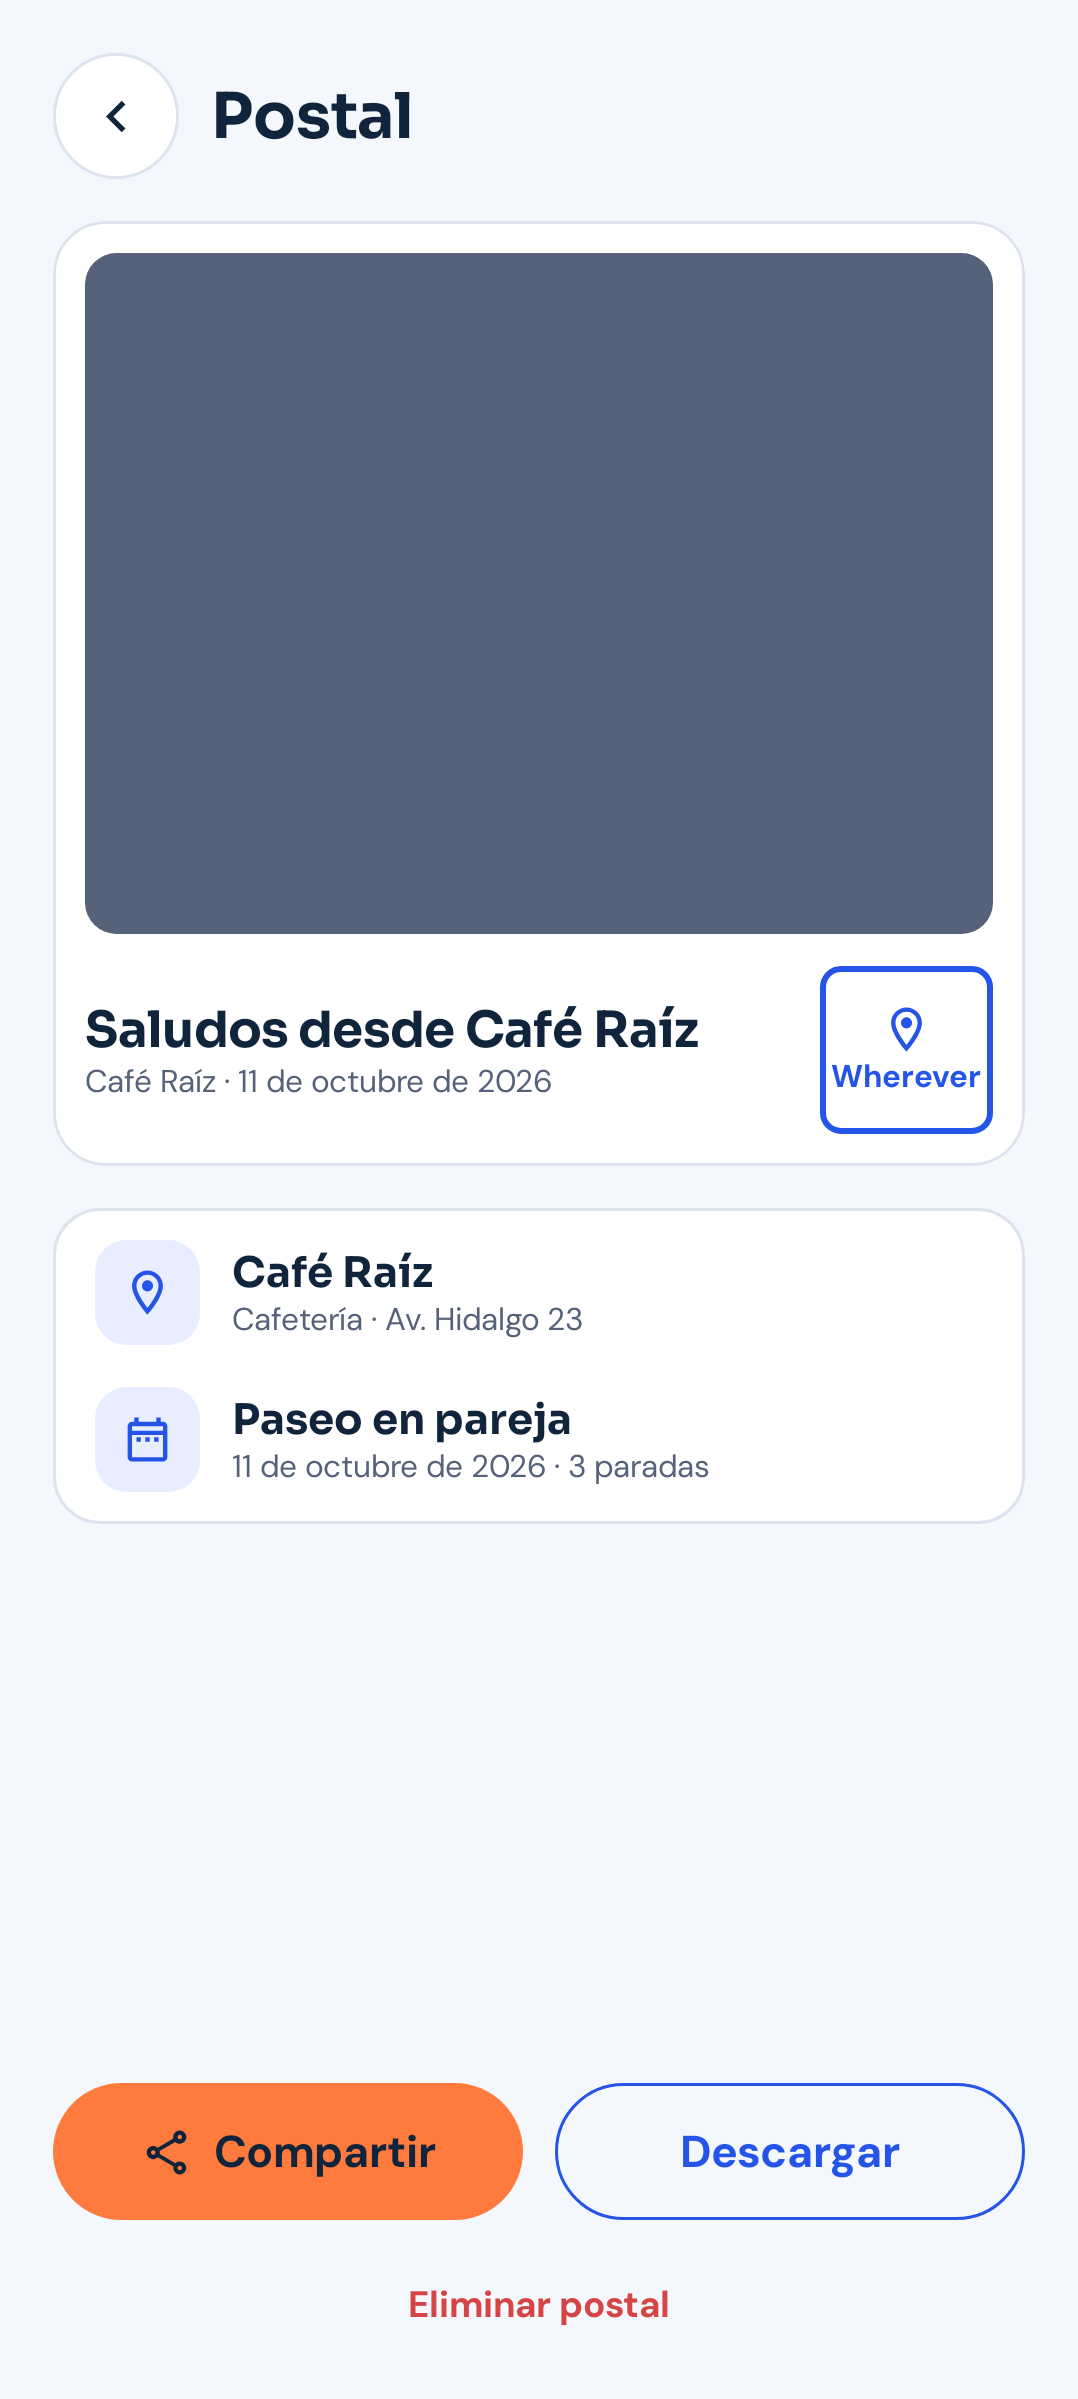 Postal
Saludos desde Café Raíz
Café Raíz · 11 de octubre de 2026
Wherever
Café Raíz
Cafetería · Av. Hidalgo 23
Paseo en pareja
11 de octubre de 2026 · 3 paradas
Compartir
Descargar
Eliminar postal